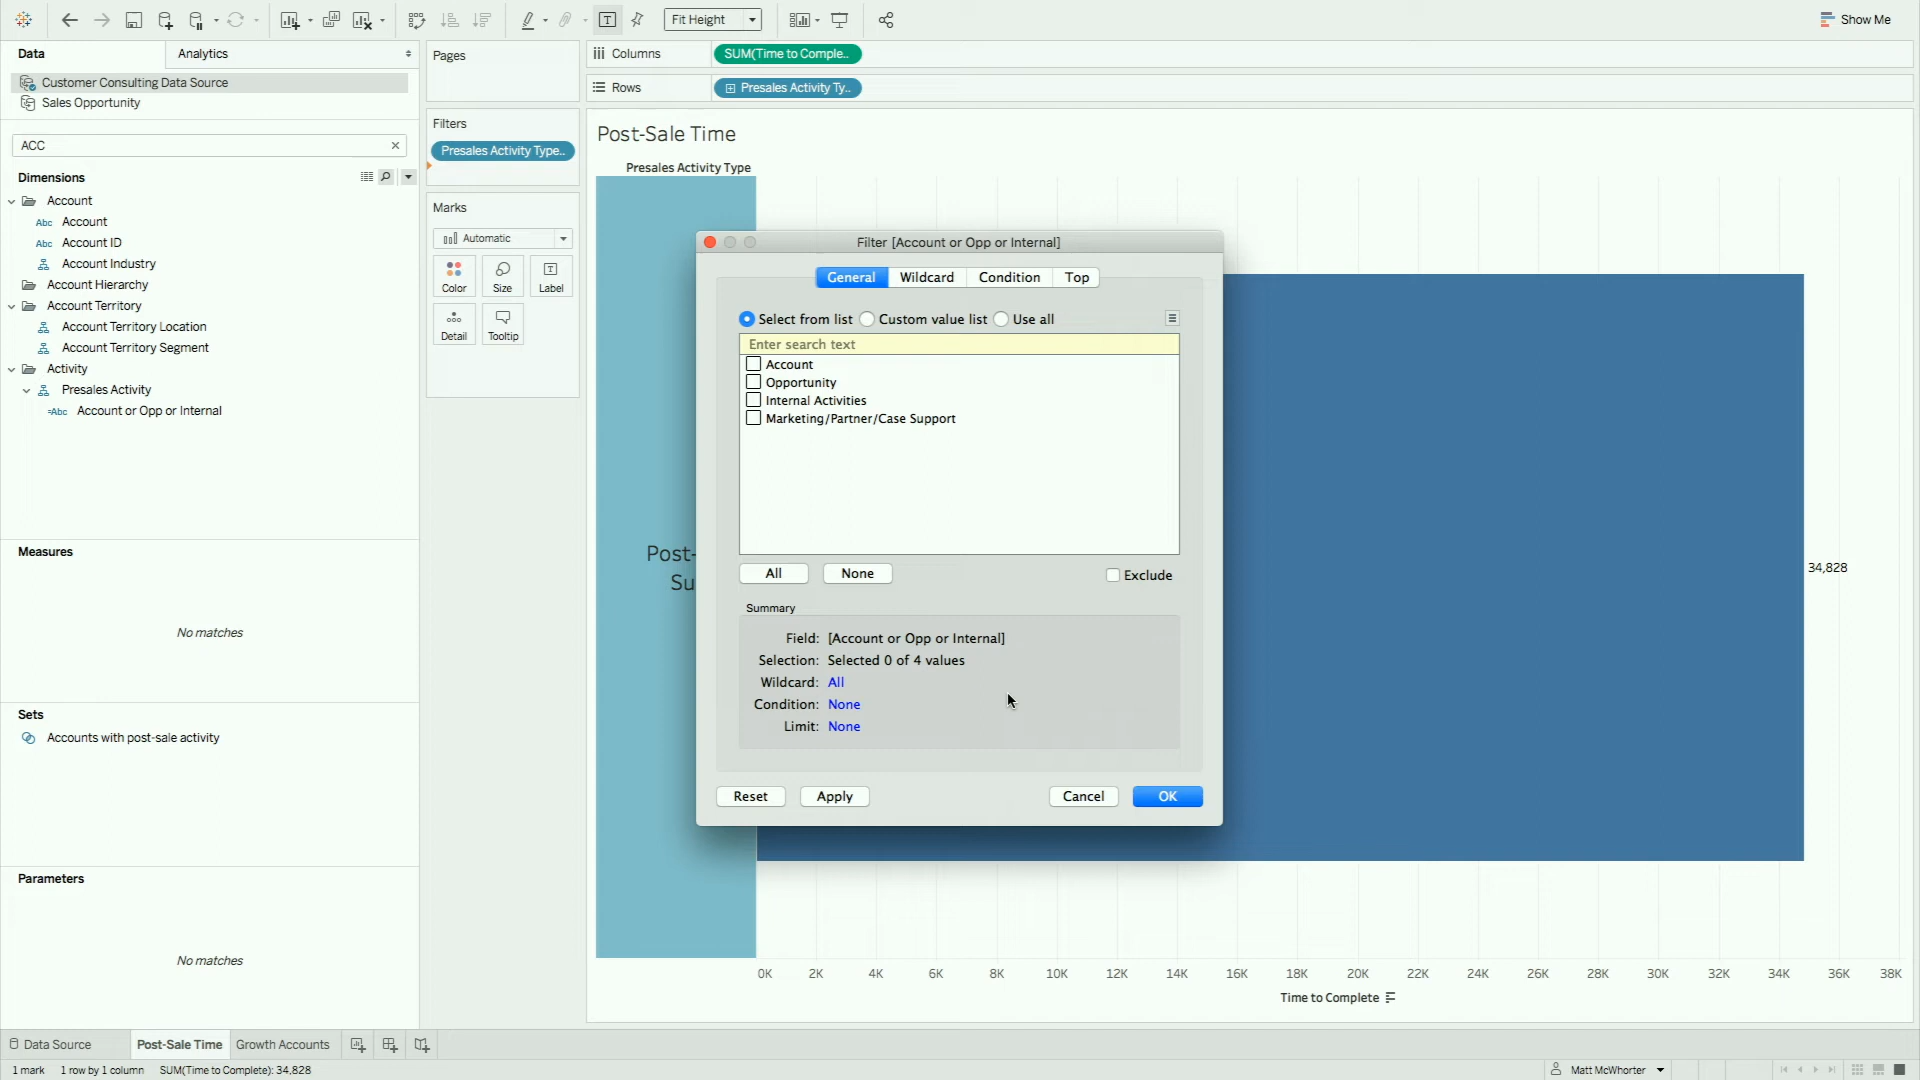 Fit Height
Show Me
Data
Analytics
Pages
Columns
SUM(Time to Comple..
Customer Consulting Data Source
Rows
Presales Activity Ty..
Sales Opportunity
Filters
Post-Sale Time
ACC
Presales Activity Type..
Presales Activity Type
Dimensions
Account
Marks
Abc Account
Automatic
Abc Account ID
Filter [Account or Opp or Internal]
Account Industry
General
Wildcard
Condition
Top
Account Hierarchy
Color
Size
Label
Account Territory
Select from list
Custom value list
Use all
Account Territory Location
Detail
Tooltip
Enter search text
Account Territory Segment
Account
Activity
Opportunity
Presales Activity
Internal Activities
=Abc Account or Opp or Internal
Marketing/Partner/Case Support
Post-
Su
34,828
Measures
All
None
Exclude
Summary
No matches
Field: [Account or Opp or Internal]
Selection: Selected 0 of 4 values
Wildcard: All
Condition: None
Limit: None
Sets
Accounts with post-sale activity
Reset
Apply
Cancel
OK
Parameters
No matches
0K 2K 4K 6K 8K 10K 12K 14K 16K 18K 20K 22K 24K 26K 28K 30K 32K 34K 36K 38K
Time to Complete
Data Source
Post-Sale Time
Growth Accounts
1 mark
1 row by 1 column
SUM(Time to Complete): 34,828
Matt McWhorter